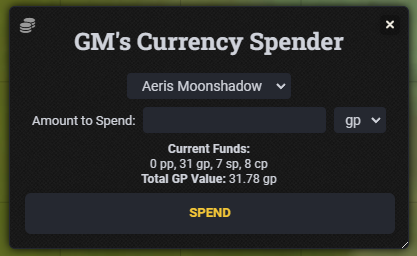 GM's Currency Spender
Aeris Moonshadow
Amount to Spend: gp
Current Funds:
0 pp, 31 gp, 7 sp, 8 cp
Total GP Value: 31.78 gp
SPEND